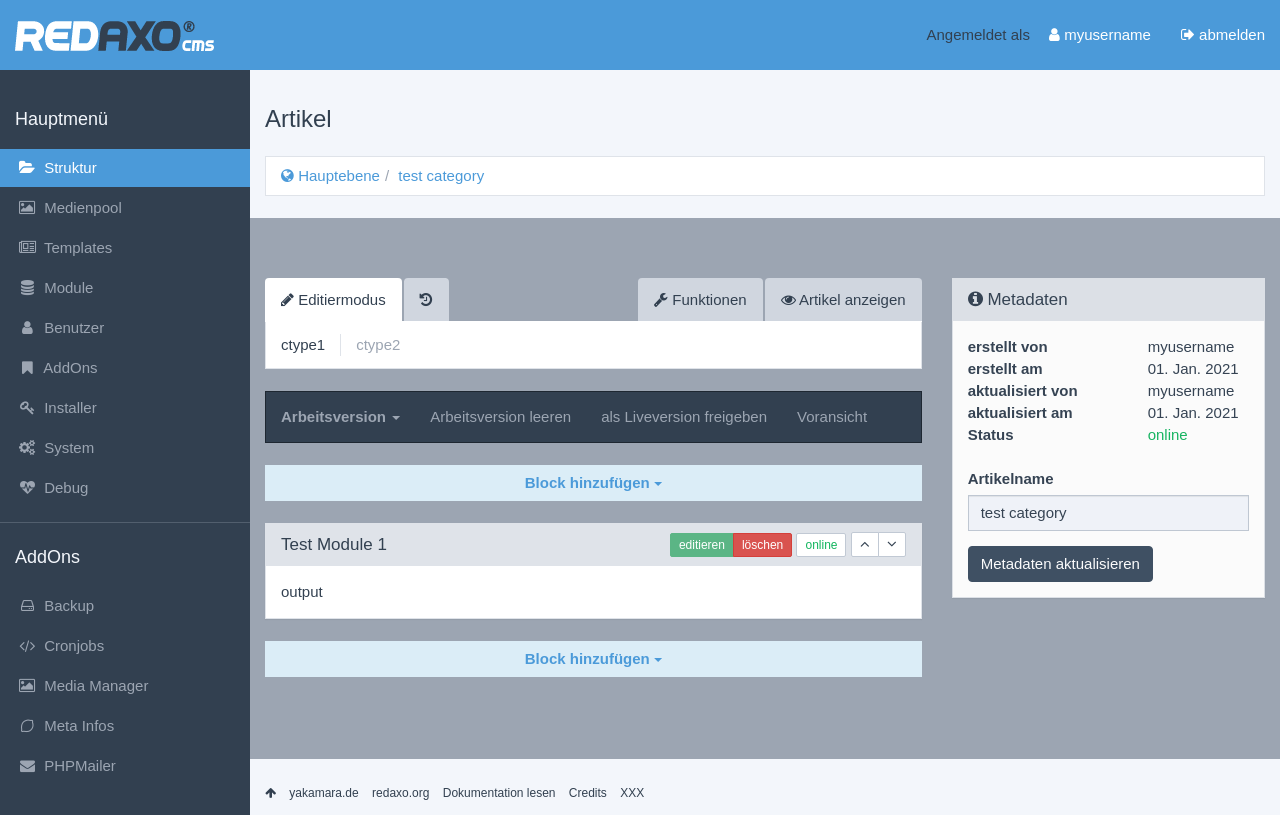 REDAXO® cms
Angemeldet als myusername abmelden
Hauptmenü
Struktur
Medienpool
Templates
Module
Benutzer
AddOns
Installer
System
Debug
AddOns
Backup
Cronjobs
Media Manager
Meta Infos
PHPMailer
Artikel
Hauptebene / test category
Editiermodus Funktionen Artikel anzeigen
ctype1 ctype2
Arbeitsversion Arbeitsversion leeren als Liveversion freigeben Voransicht
Block hinzufügen
Test Module 1 editieren löschen online
output
Block hinzufügen
Metadaten
erstellt von myusername
erstellt am 01. Jan. 2021
aktualisiert von myusername
aktualisiert am 01. Jan. 2021
Status online
Artikelname
test category
Metadaten aktualisieren
yakamara.de redaxo.org Dokumentation lesen Credits XXX